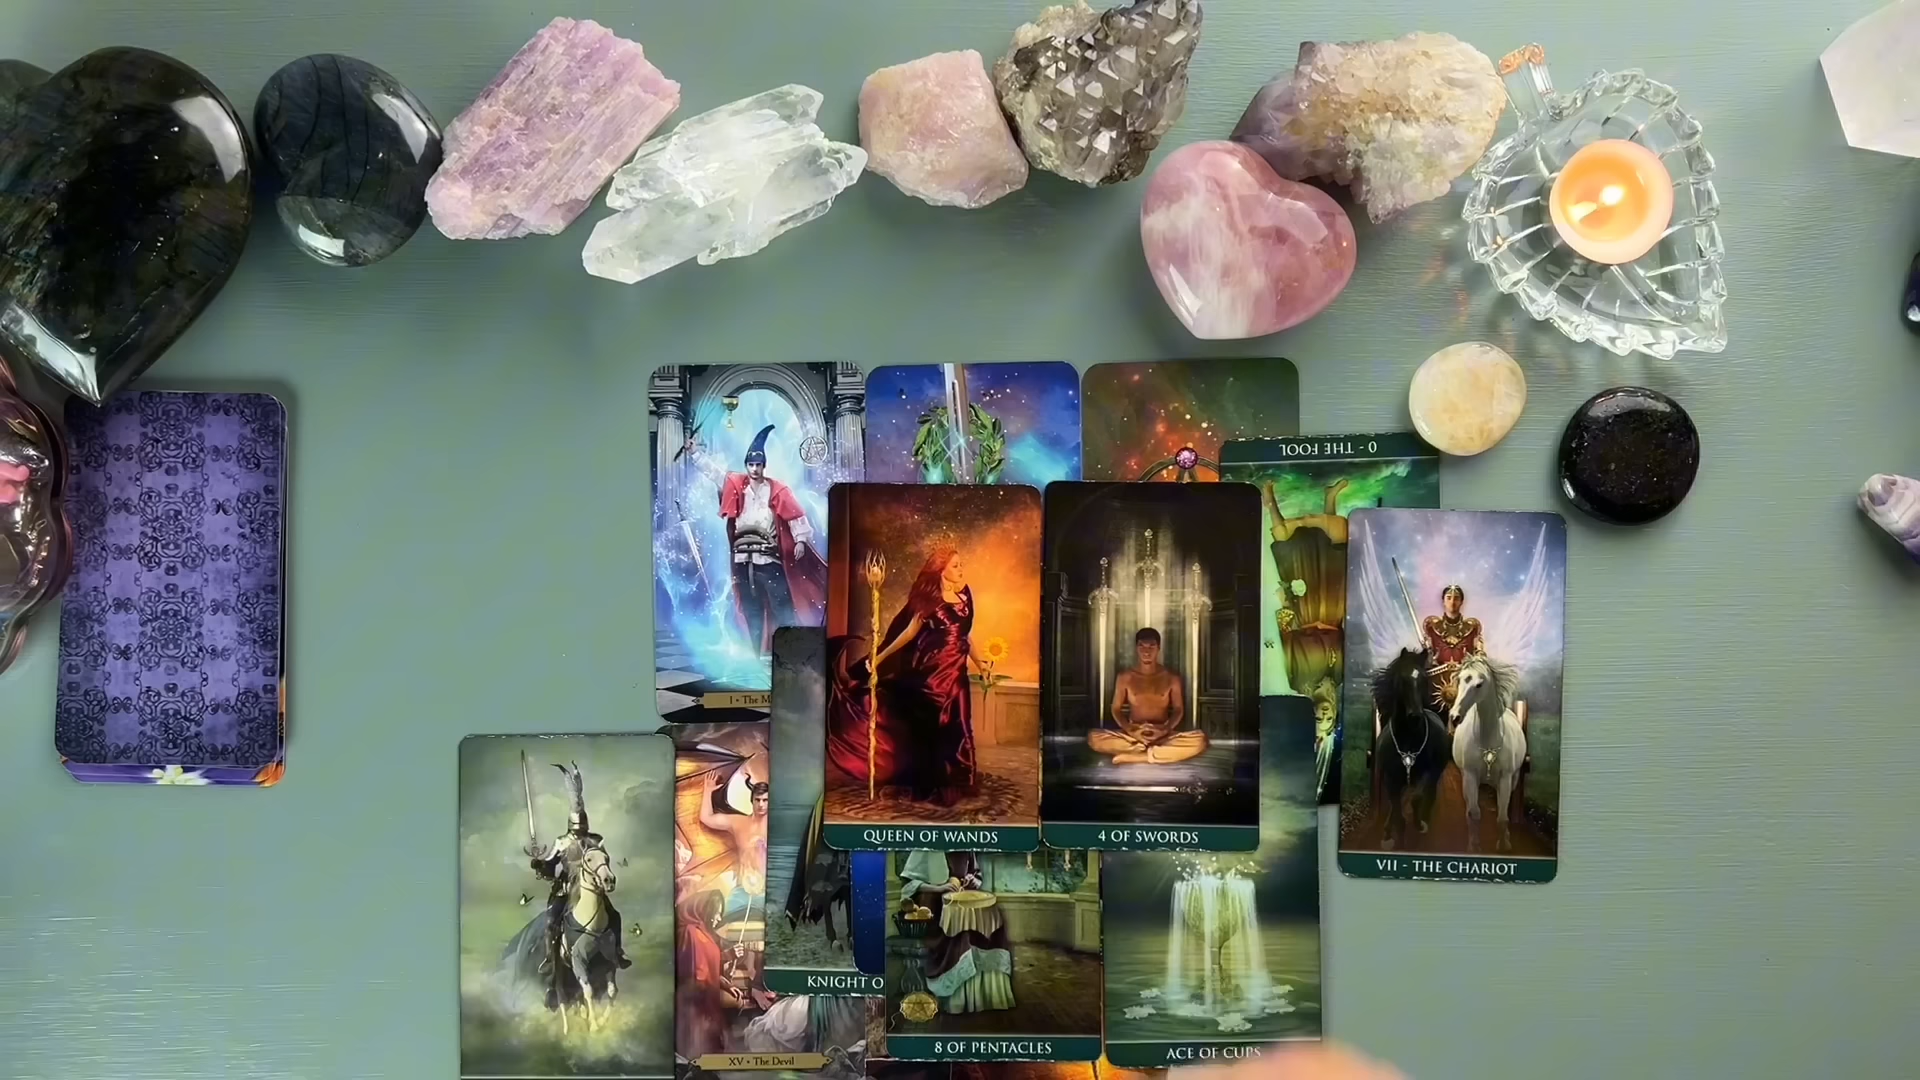 0 - THE FOOL
I • The M
QUEEN OF WANDS
4 OF SWORDS
VII - THE CHARIOT
KNIGHT O
8 OF PENTACLES
ACE OF CUPS
XV • The Devil